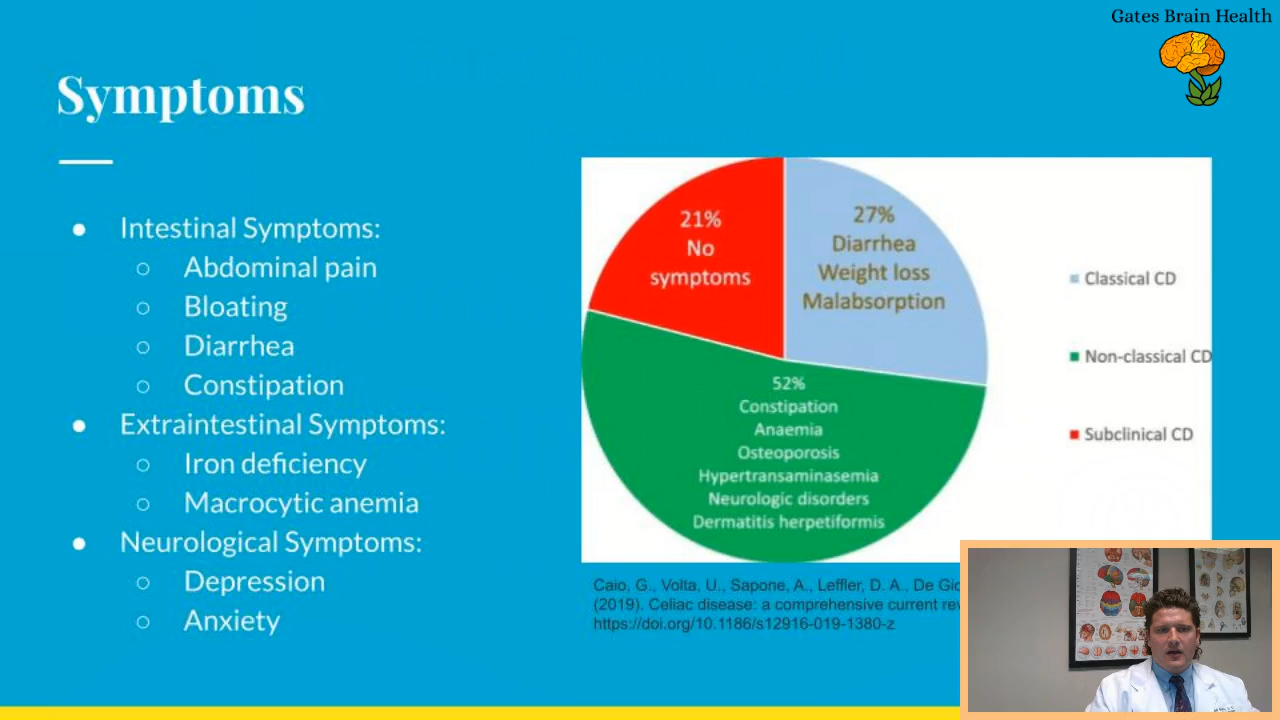 Gates Brain Health
Symptoms
Intestinal Symptoms:
Abdominal pain
Bloating
Diarrhea
Constipation
Extraintestinal Symptoms:
Iron deficiency
Macrocytic anemia
Neurological Symptoms:
Depression
Anxiety
21%
No
symptoms
27%
Diarrhea
Weight loss
Malabsorption
52%
Constipation
Anaemia
Osteoporosis
Hypertransaminasemia
Neurologic disorders
Dermatitis herpetiformis
Classical CD
Non-classical CD
Subclinical CD
Caio, G., Volta, U., Sapone, A., Leffler, D. A., De
(2019). Celiac disease: a comprehensive current
https://doi.org/10.1186/s12916-019-1380-z